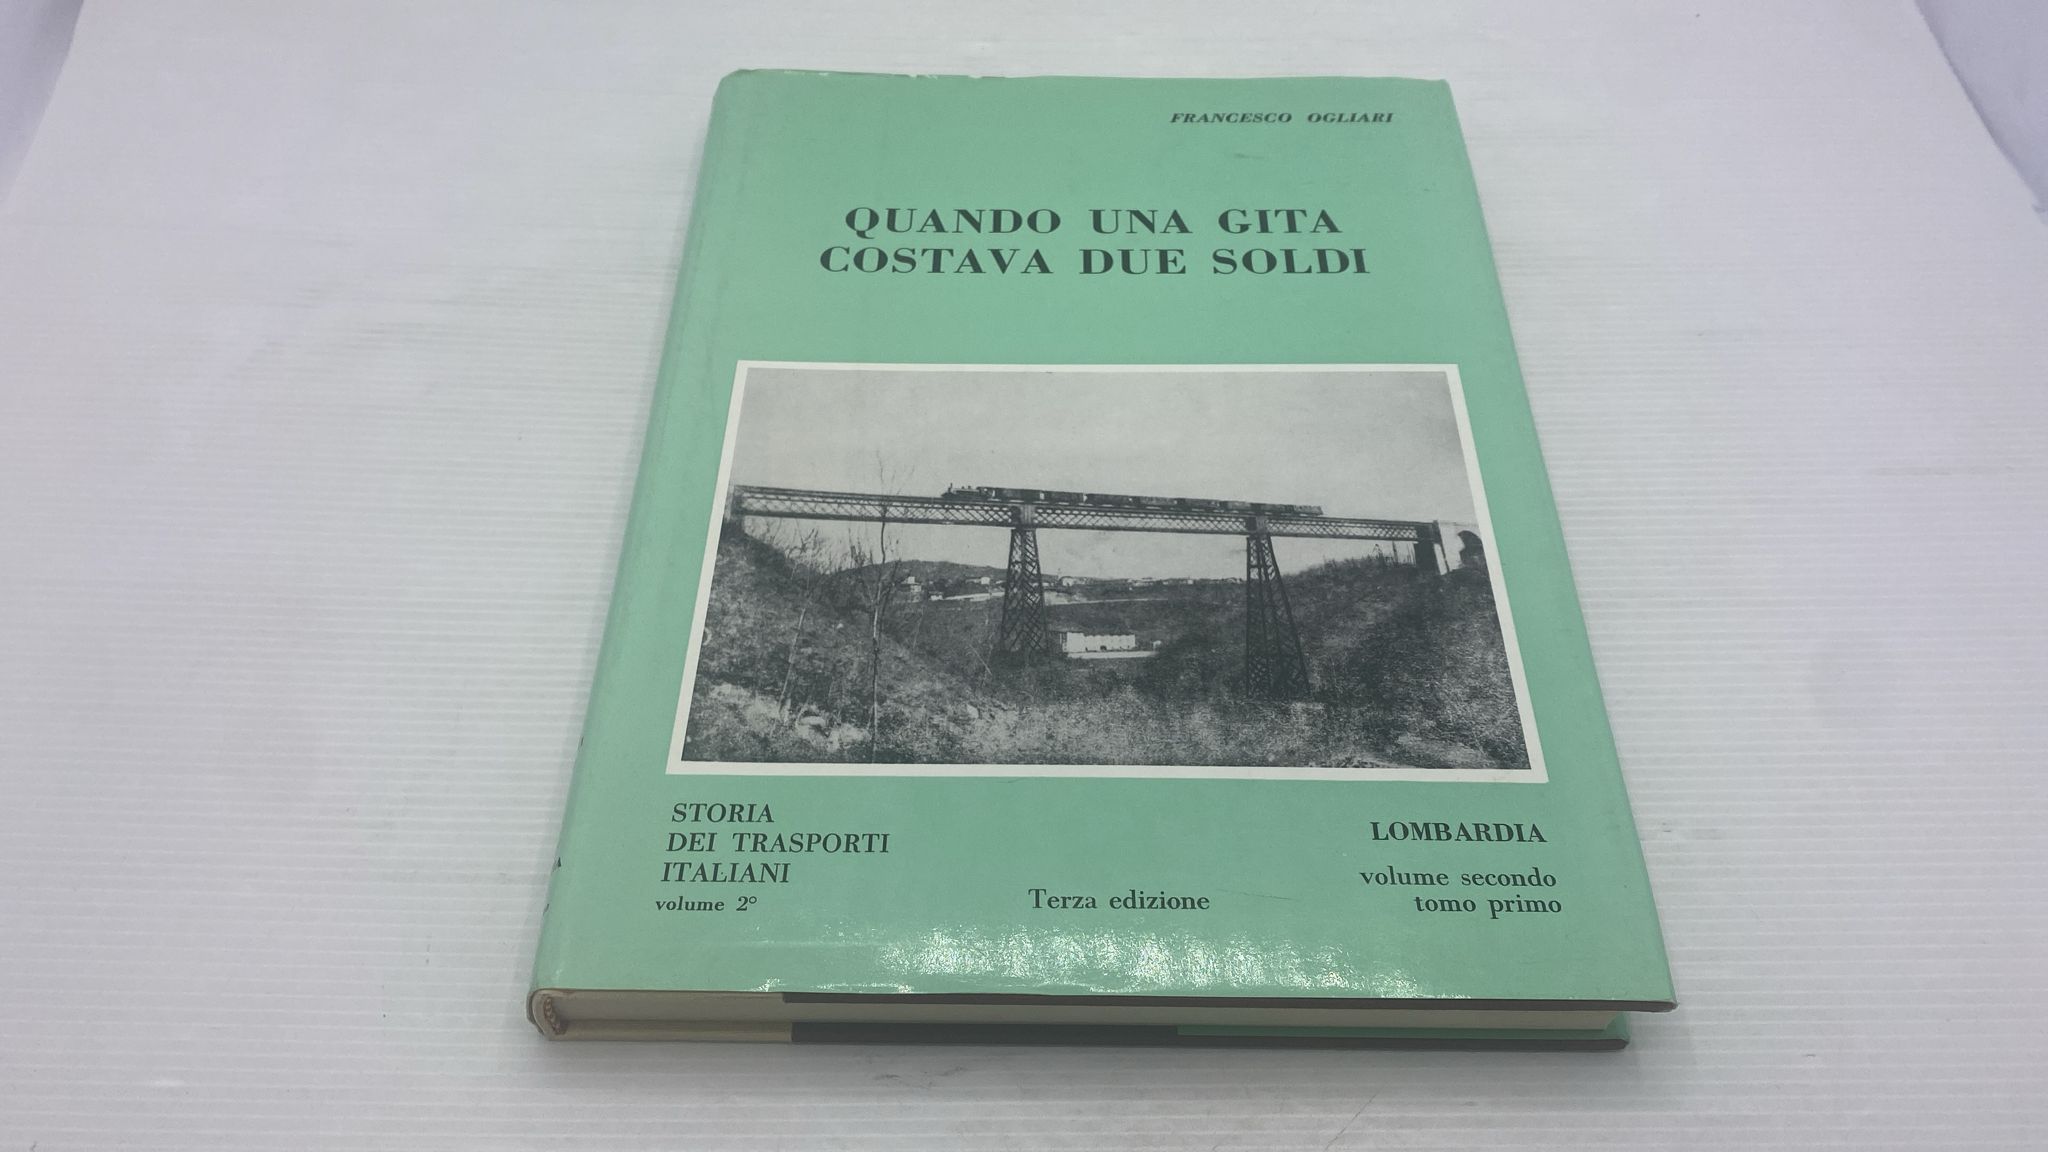 FRANCESCO OGLIARI
QUANDO UNA GITA
COSTAVA DUE SOLDI
STORIA
DEI TRASPORTI
ITALIANI
volume 2°
Terza edizione
LOMBARDIA
volume secondo
tomo primo